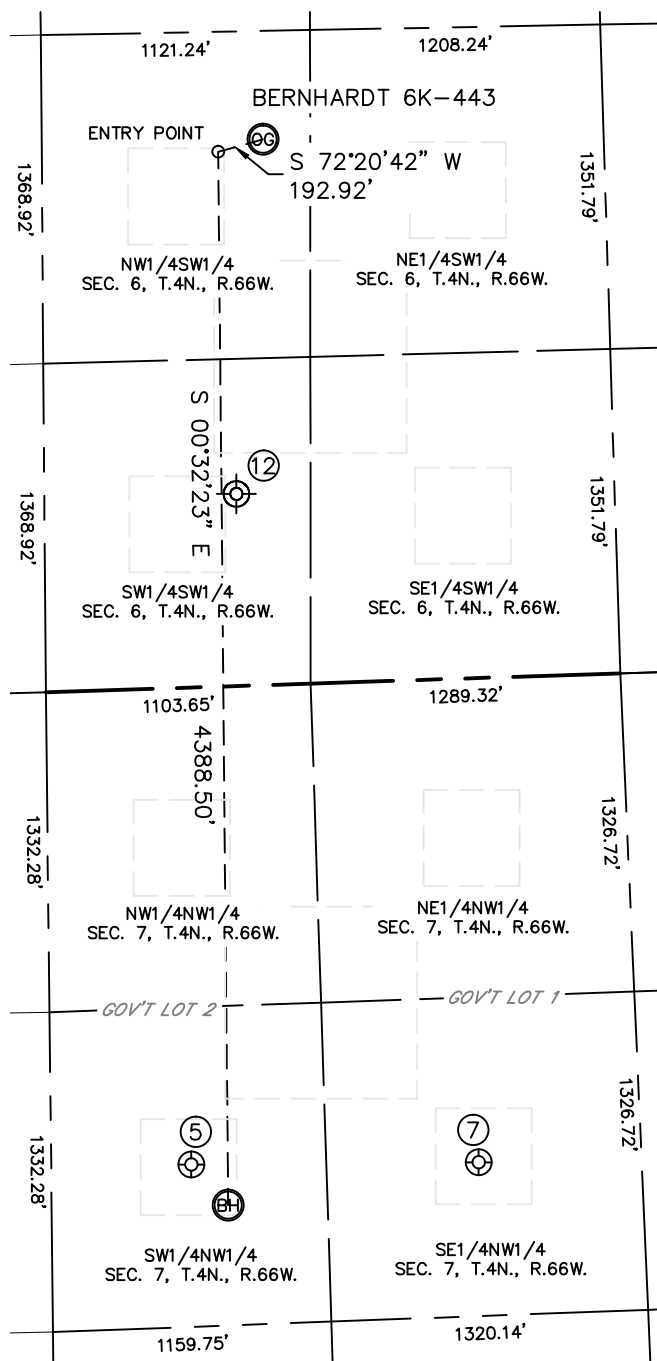 1121.24'
1208.24'
BERNHARDT 6K-443
ENTRY POINT
OG
S 72°20'42" W
192.92'
1368.92'
1351.79'
NW1/4SW1/4
SEC. 6, T.4N., R.66W.
NE1/4SW1/4
SEC. 6, T.4N., R.66W.
S 00°32'23" E
12
1368.92'
1351.79'
SW1/4SW1/4
SEC. 6, T.4N., R.66W.
SE1/4SW1/4
SEC. 6, T.4N., R.66W.
1103.65'
1289.32'
4388.50'
1332.28'
1326.72'
NW1/4NW1/4
SEC. 7, T.4N., R.66W.
NE1/4NW1/4
SEC. 7, T.4N., R.66W.
GOV'T LOT 2
GOV'T LOT 1
5
7
1332.28'
1326.72'
BH
SW1/4NW1/4
SEC. 7, T.4N., R.66W.
SE1/4NW1/4
SEC. 7, T.4N., R.66W.
1159.75'
1320.14'